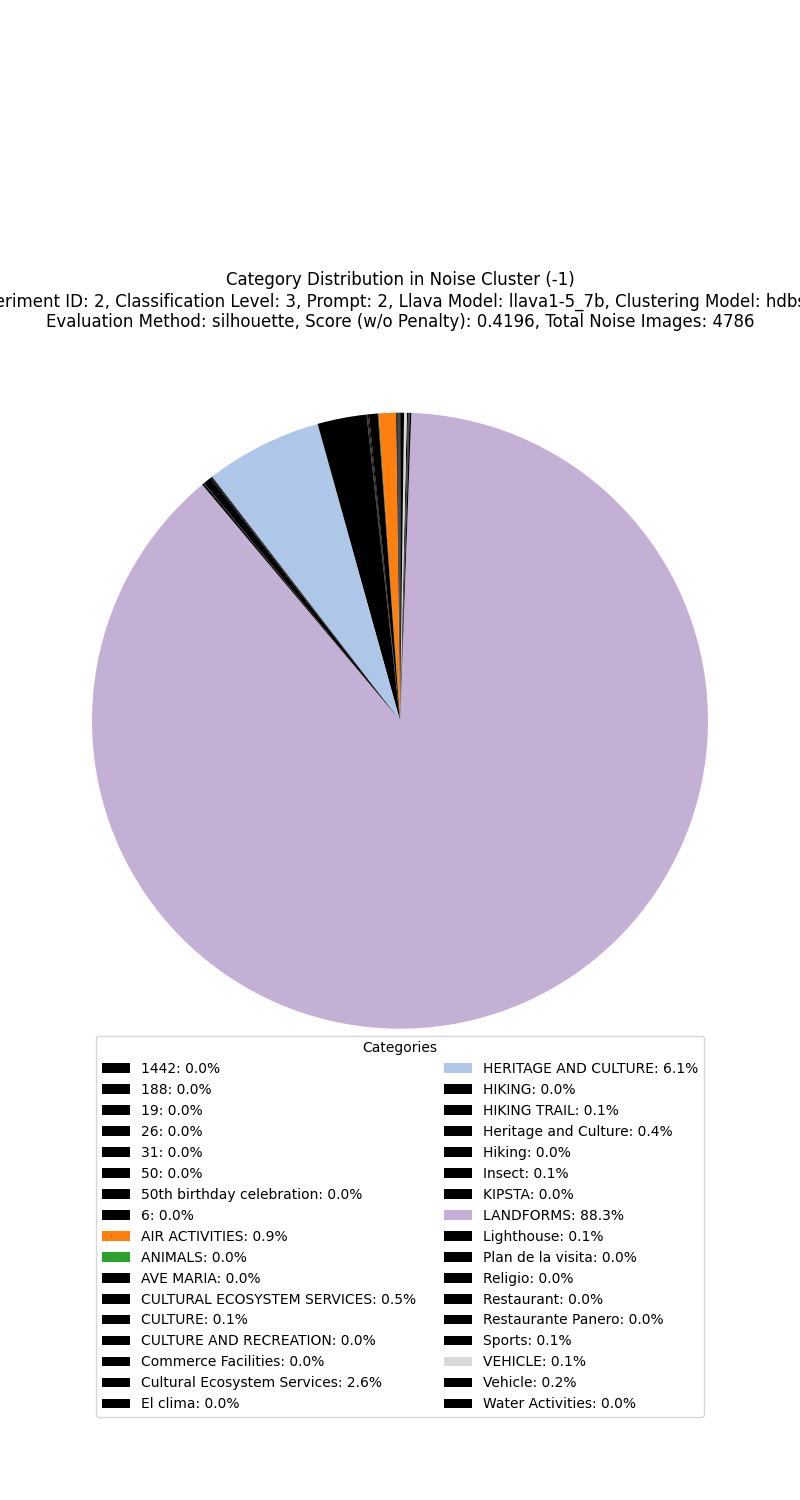 Category Distribution in Noise Cluster (-1)
eriment ID: 2, Classification Level: 3, Prompt: 2, Llava Model: llava1-5_7b, Clustering Model: hdbs
Evaluation Method: silhouette, Score (w/o Penalty): 0.4196, Total Noise Images: 4786
Categories
1442: 0.0%
188: 0.0%
19: 0.0%
26: 0.0%
31: 0.0%
50: 0.0%
50th birthday celebration: 0.0%
6: 0.0%
AIR ACTIVITIES: 0.9%
ANIMALS: 0.0%
AVE MARIA: 0.0%
CULTURAL ECOSYSTEM SERVICES: 0.5%
CULTURE: 0.1%
CULTURE AND RECREATION: 0.0%
Commerce Facilities: 0.0%
Cultural Ecosystem Services: 2.6%
El clima: 0.0%
HERITAGE AND CULTURE: 6.1%
HIKING: 0.0%
HIKING TRAIL: 0.1%
Heritage and Culture: 0.4%
Hiking: 0.0%
Insect: 0.1%
KIPSTA: 0.0%
LANDFORMS: 88.3%
Lighthouse: 0.1%
Plan de la visita: 0.0%
Religio: 0.0%
Restaurant: 0.0%
Restaurante Panero: 0.0%
Sports: 0.1%
VEHICLE: 0.1%
Vehicle: 0.2%
Water Activities: 0.0%